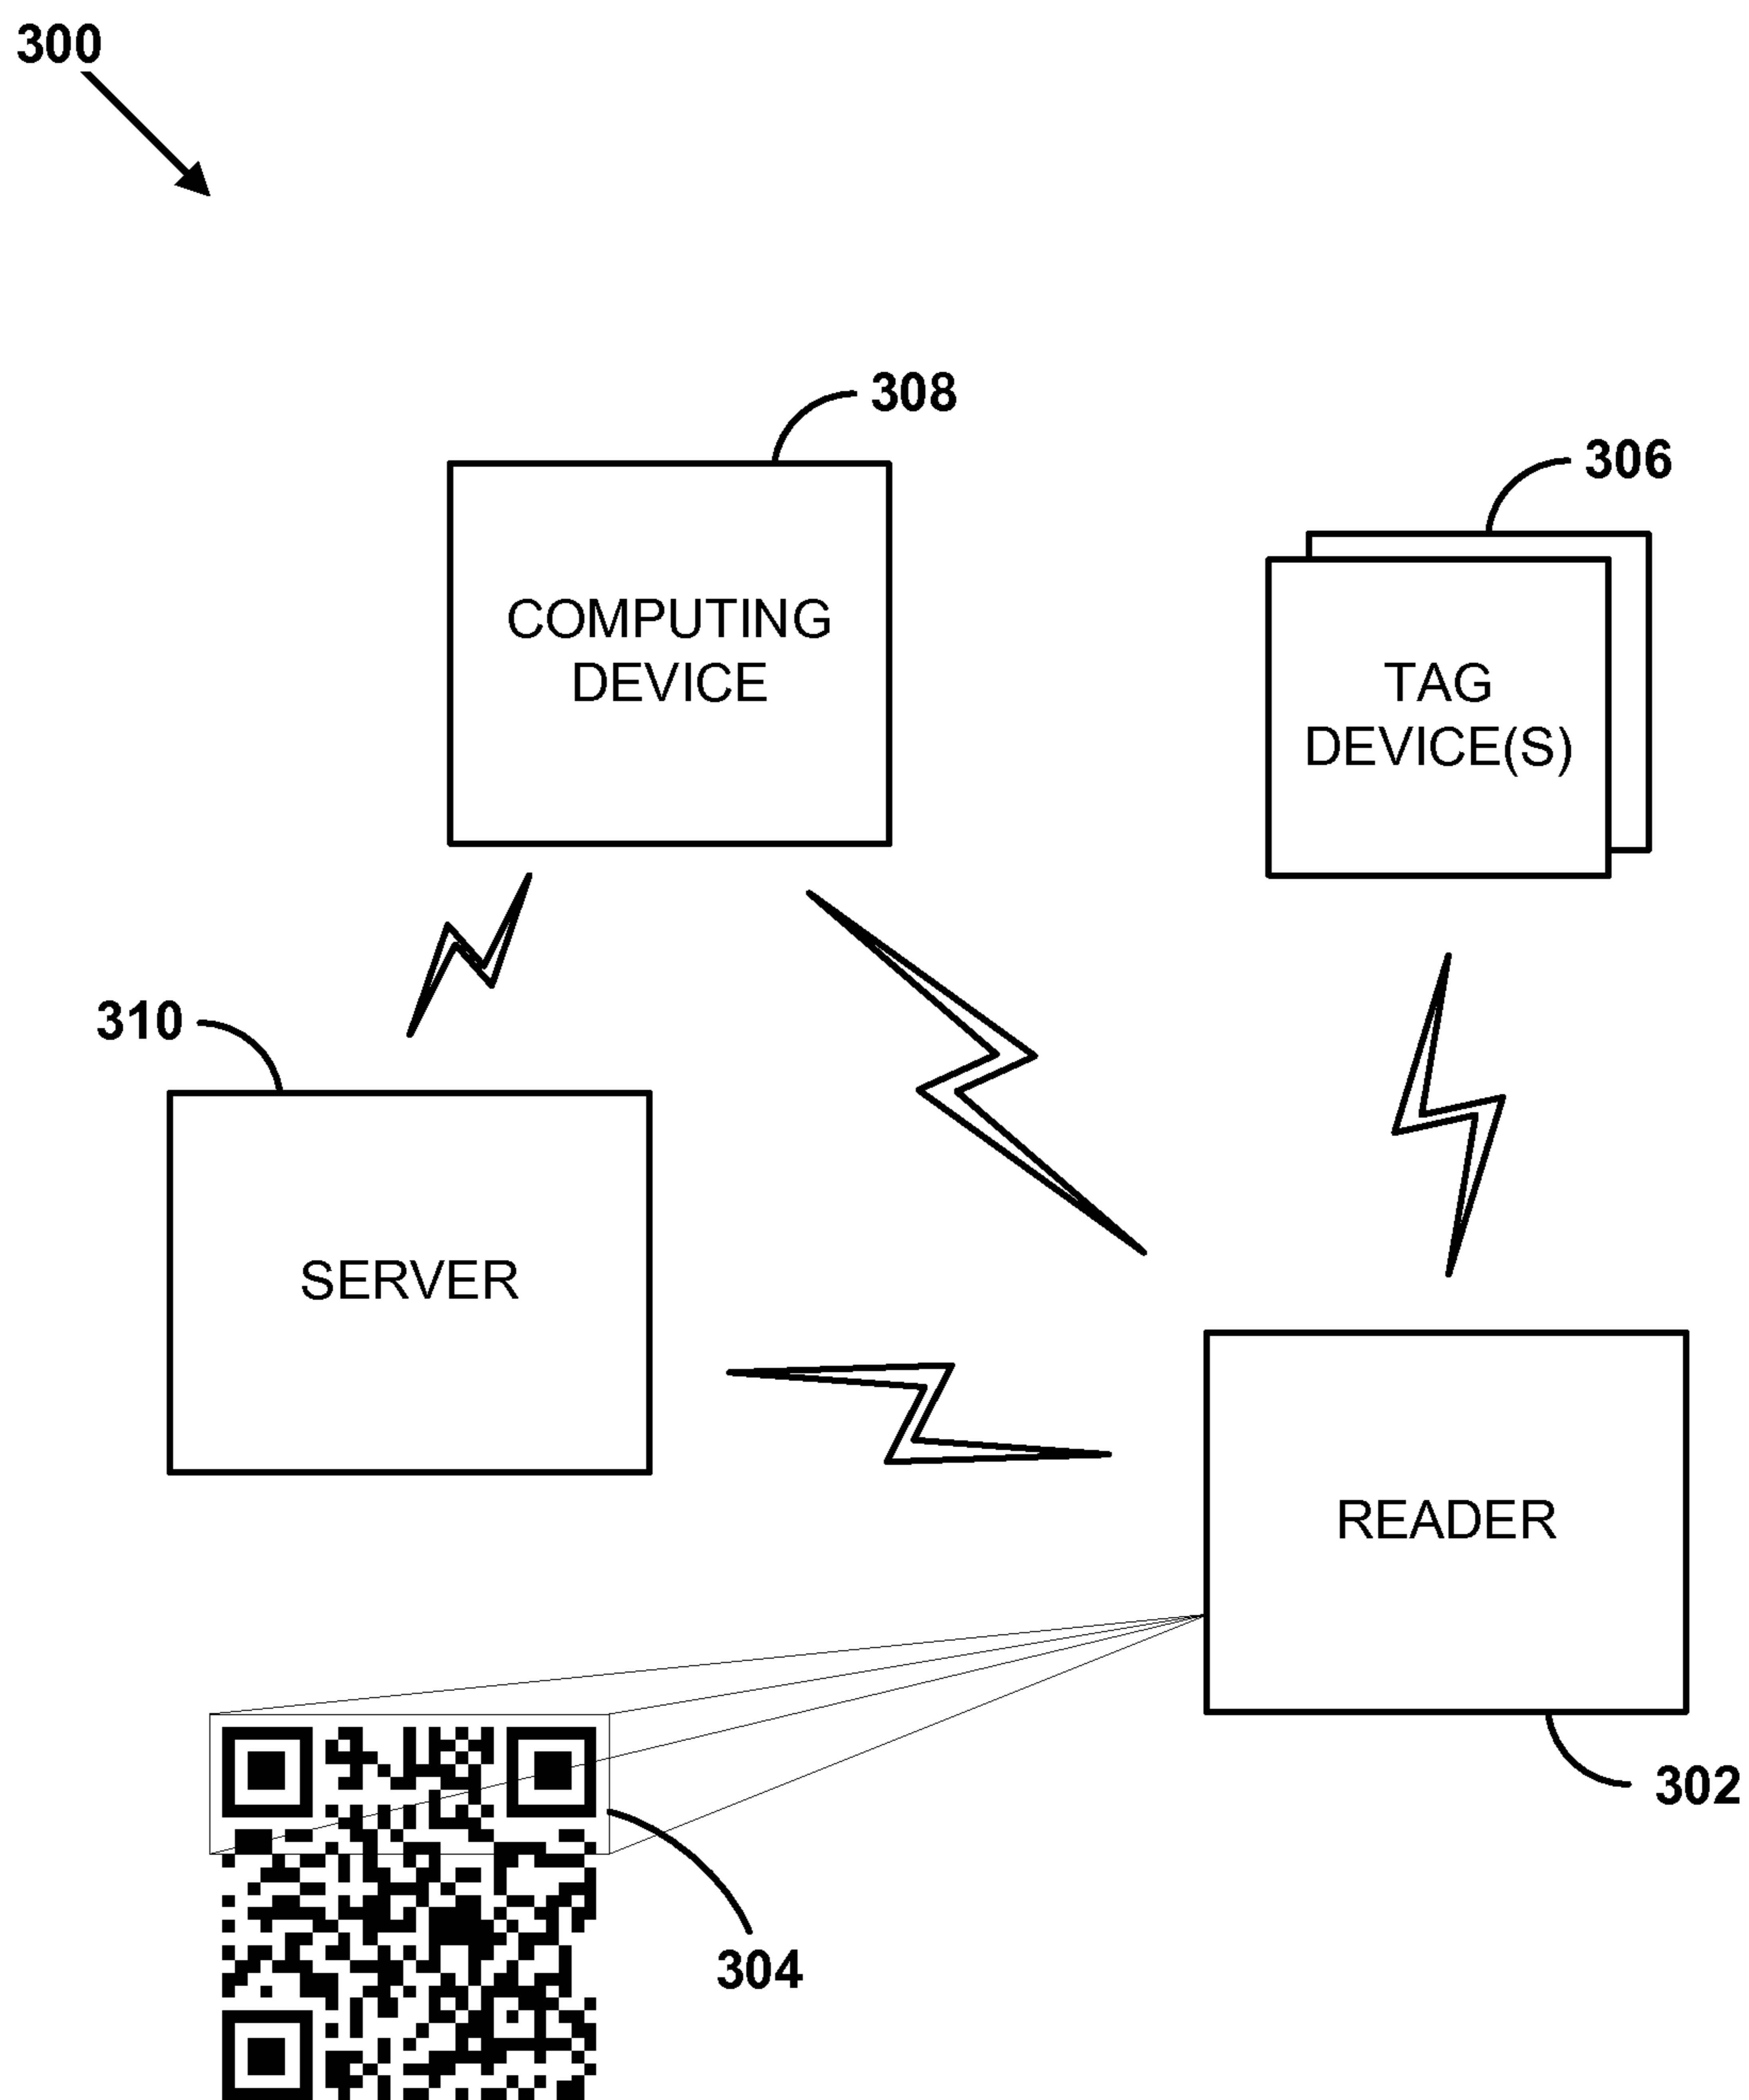 300
308
306
COMPUTING
DEVICE
TAG
DEVICE(S)
310
SERVER
READER
302
304